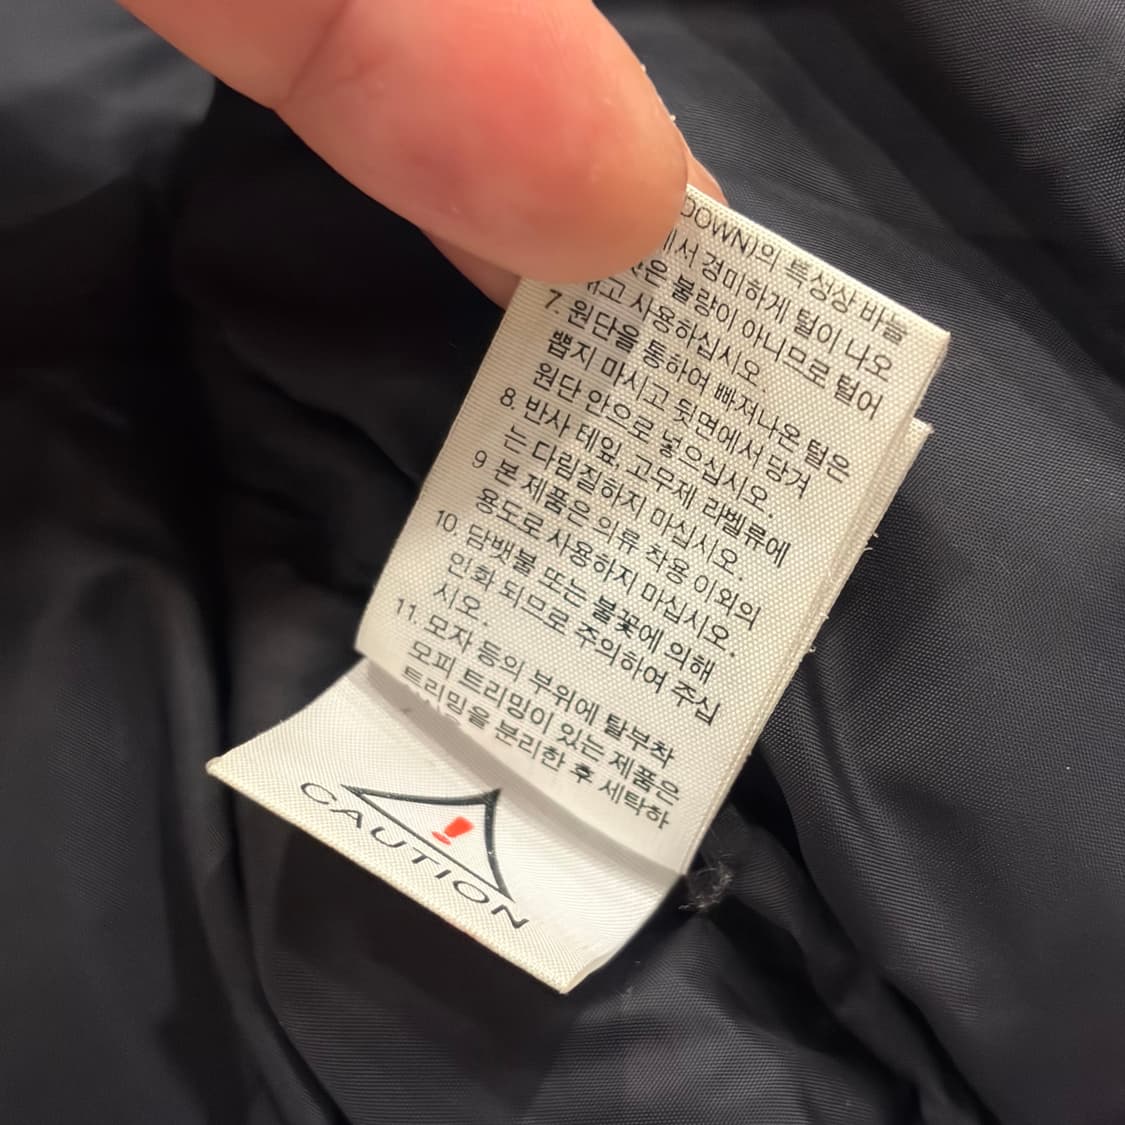 DOWN)의 특성상 바늘
에서 경미하게 털이 나오
은 불량이 아니므로 털어
내고 사용하십시오.
7. 원단을 통하여 빠져나온 털은
뽑지 마시고 뒷면에서 당겨
원단 안으로 넣으십시오.
8. 반사 테잎, 고무제 라벨류에
는 다림질하지 마십시오.
9 본 제품은 의류 착용 이외의
용도로 사용하지 마십시오.
10. 담뱃불 또는 불꽃에 의해
인화 되므로 주의하여 주십
시오.
11. 모자 등의 부위에 탈부착
모피 트리밍이 있는 제품은
트리밍을 분리한 후 세탁하
CAUTION